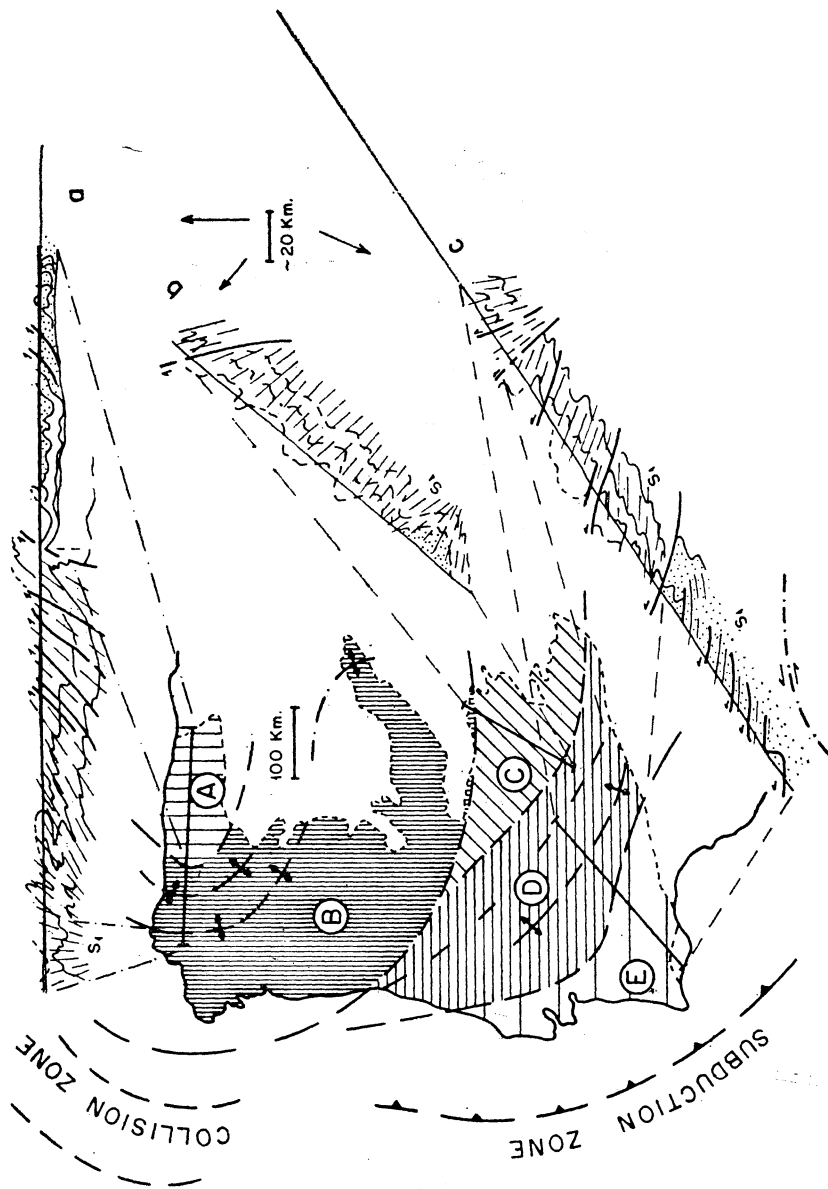 a
b
c
~20 Km.
100 Km.
S₁
S₁
S₁
S₁
A
B
C
D
E
COLLISION ZONE
SUBDUCTION ZONE